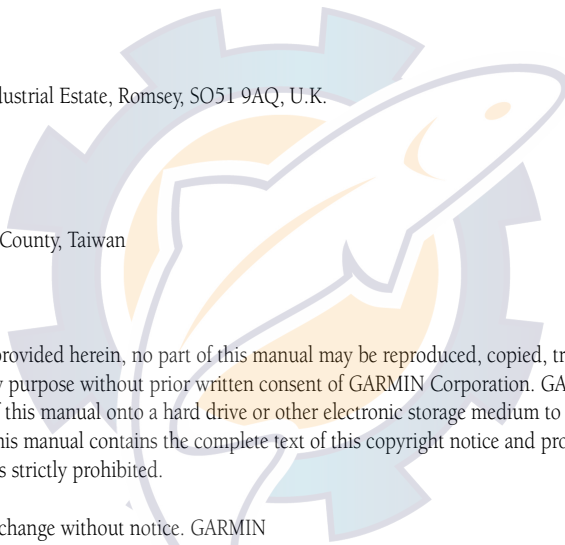 dustrial Estate, Romsey, SO51 9AQ, U.K.
County, Taiwan
rovided herein, no part of this manual may be reproduced, copied, tr
y purpose without prior written consent of GARMIN Corporation. GA
f this manual onto a hard drive or other electronic storage medium to
his manual contains the complete text of this copyright notice and pro
s strictly prohibited.
change without notice. GARMIN